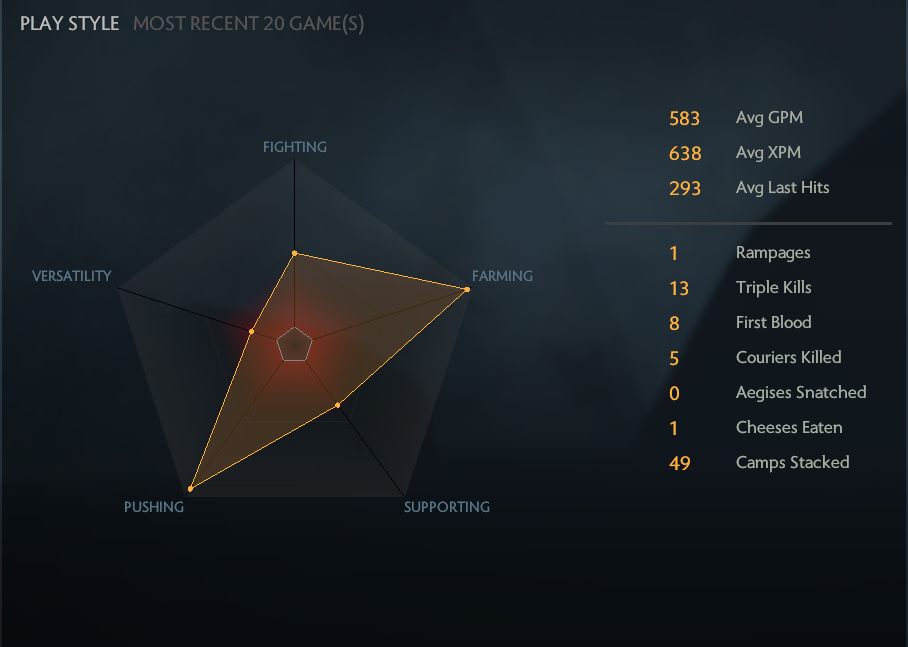 PLAY STYLE MOST RECENT 20 GAME(S)
FIGHTING
VERSATILITY
FARMING
PUSHING
SUPPORTING
583 Avg GPM
638 Avg XPM
293 Avg Last Hits
1 Rampages
13 Triple Kills
8 First Blood
5 Couriers Killed
0 Aegises Snatched
1 Cheeses Eaten
49 Camps Stacked